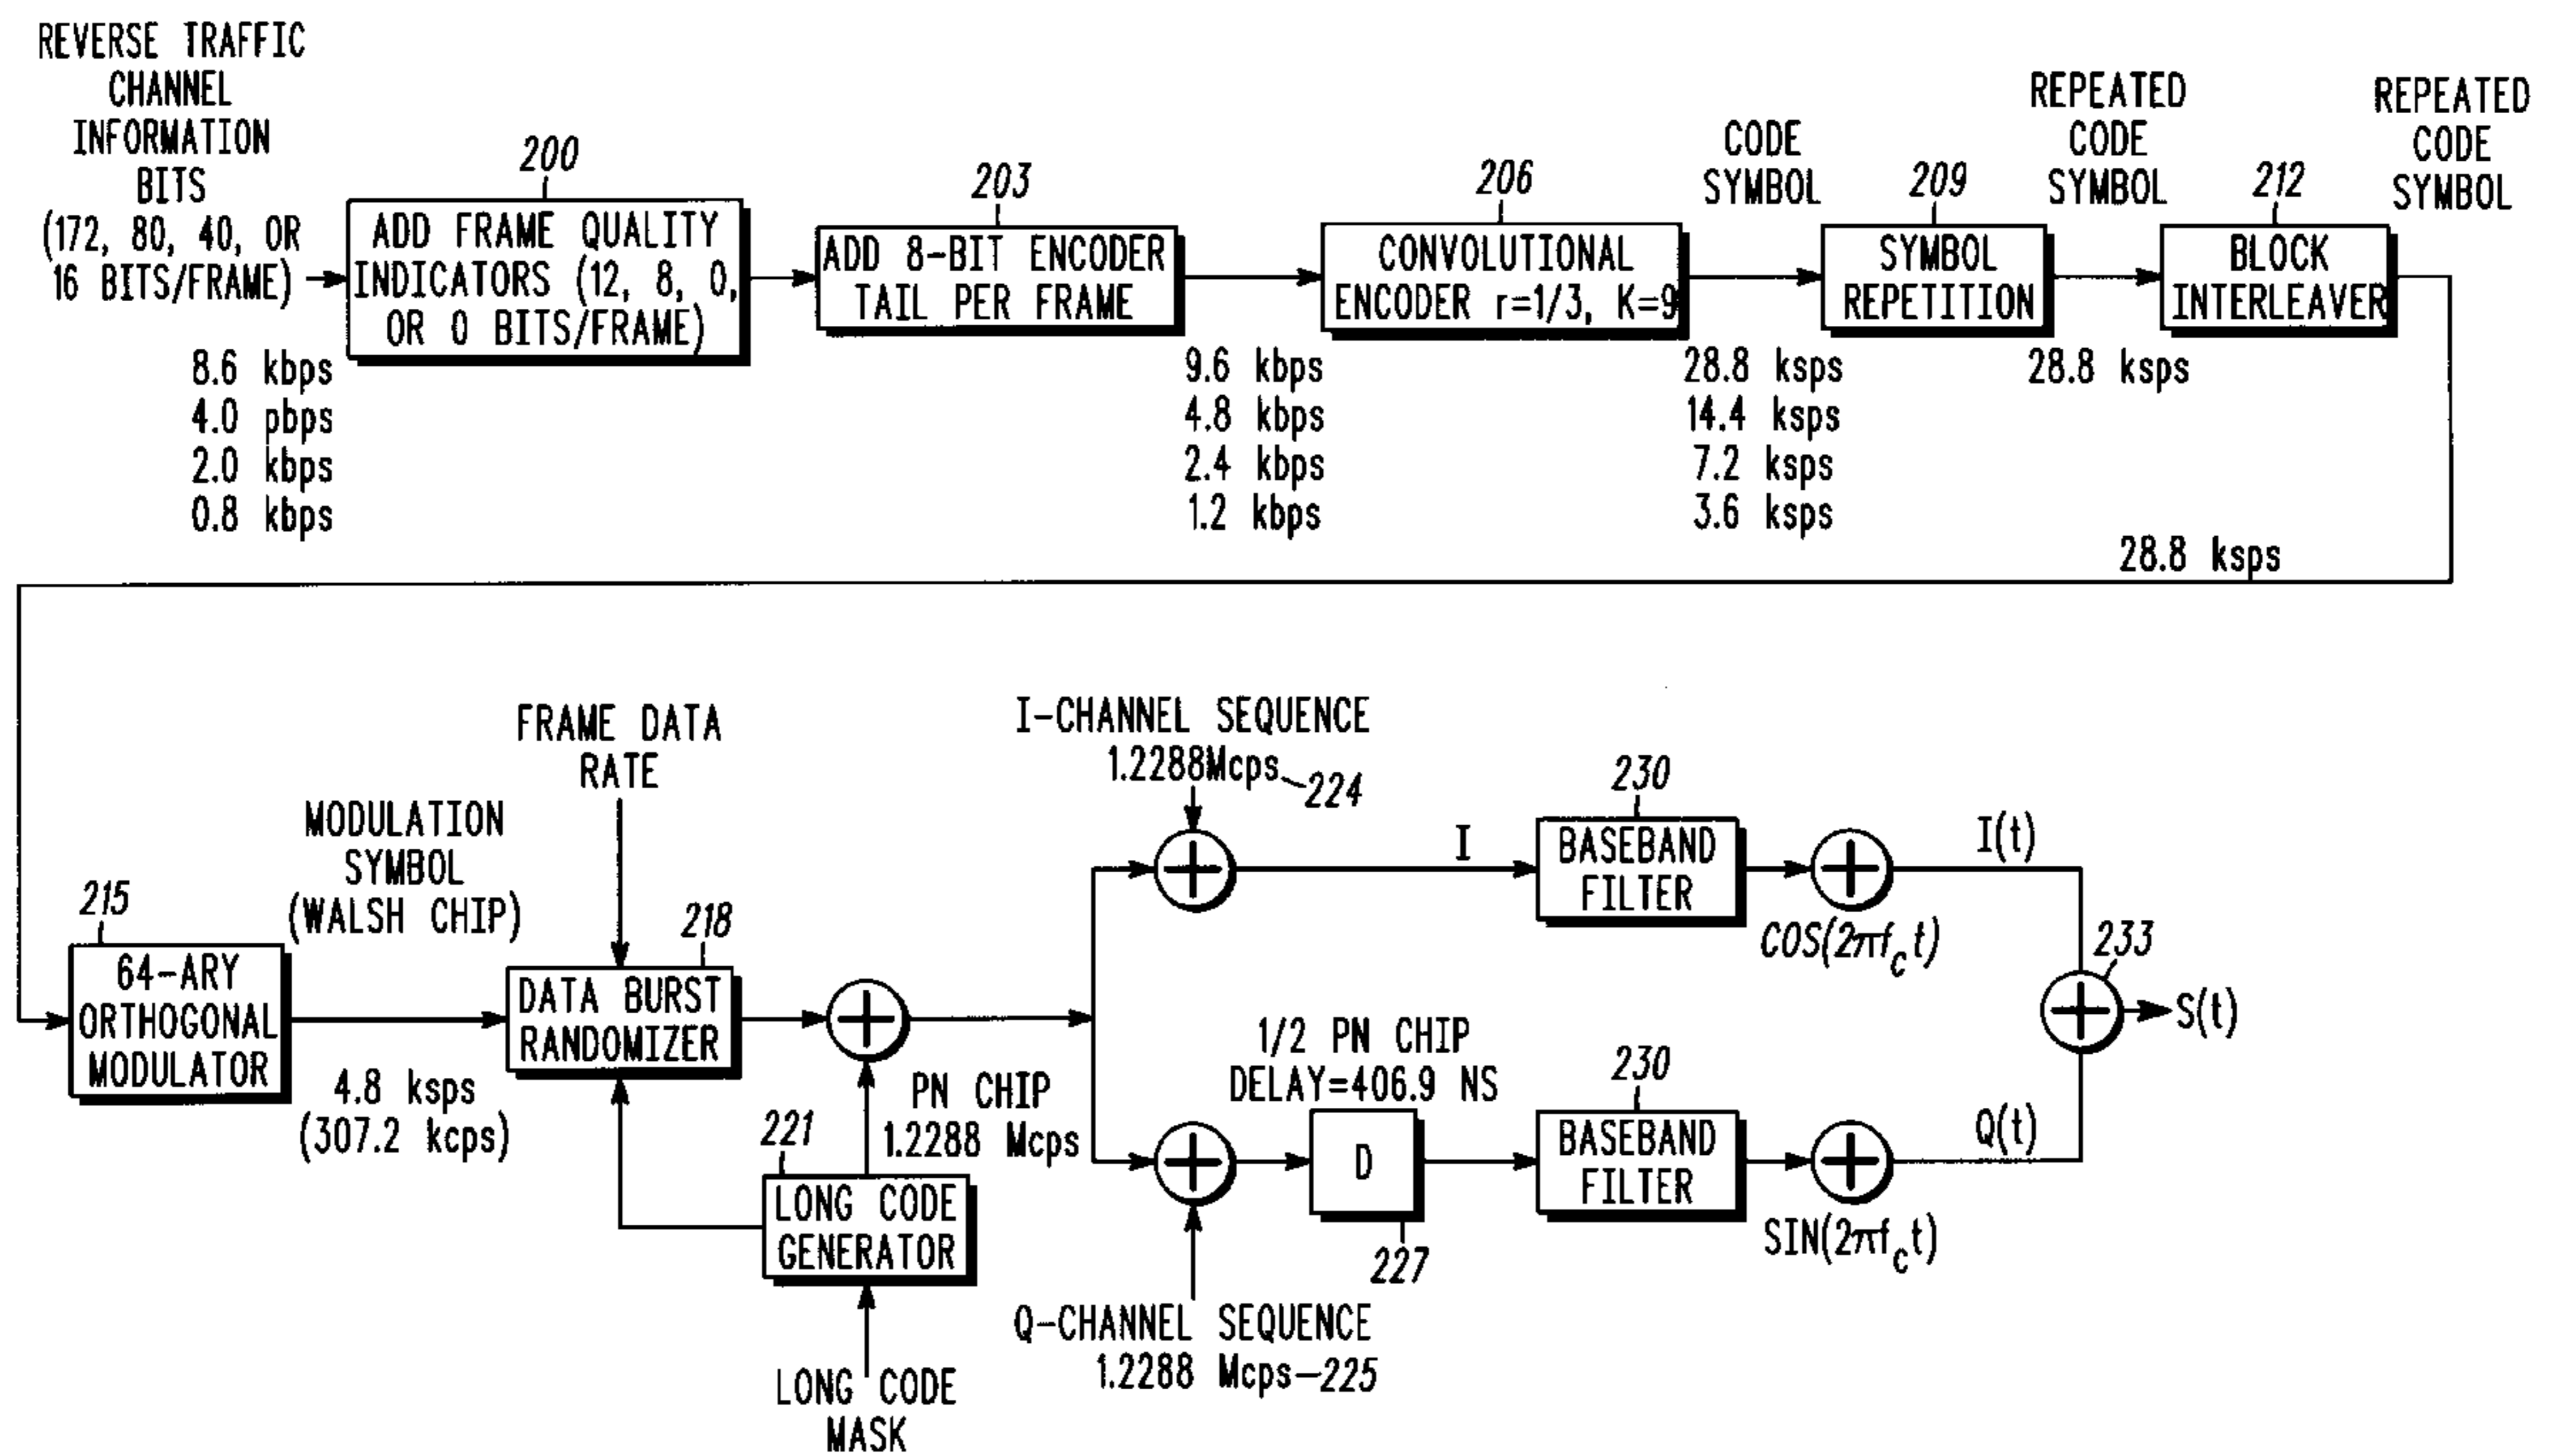 REVERSE TRAFFIC
CHANNEL
INFORMATION
BITS
(172, 80, 40, OR
16 BITS/FRAME)
8.6 kbps
4.0 pbps
2.0 kbps
0.8 kbps
200
ADD FRAME QUALITY
INDICATORS (12, 8, 0,
OR 0 BITS/FRAME)
203
ADD 8-BIT ENCODER
TAIL PER FRAME
9.6 kbps
4.8 kbps
2.4 kbps
1.2 kbps
206
CONVOLUTIONAL
ENCODER r=1/3, K=9
CODE
SYMBOL
28.8 ksps
14.4 ksps
7.2 ksps
3.6 ksps
209
SYMBOL
REPETITION
REPEATED
CODE
SYMBOL
28.8 ksps
212
BLOCK
INTERLEAVER
REPEATED
CODE
SYMBOL
28.8 ksps
215
64-ARY
ORTHOGONAL
MODULATOR
MODULATION
SYMBOL
(WALSH CHIP)
4.8 ksps
(307.2 kcps)
FRAME DATA
RATE
218
DATA BURST
RANDOMIZER
PN CHIP
1.2288 Mcps
221
LONG CODE
GENERATOR
LONG CODE
MASK
I-CHANNEL SEQUENCE
1.2288Mcps 224
I
230
BASEBAND
FILTER
COS(2πfct)
I(t)
1/2 PN CHIP
DELAY=406.9 NS
D
227
Q-CHANNEL SEQUENCE
1.2288 Mcps-225
230
BASEBAND
FILTER
SIN(2πfct)
Q(t)
233
S(t)